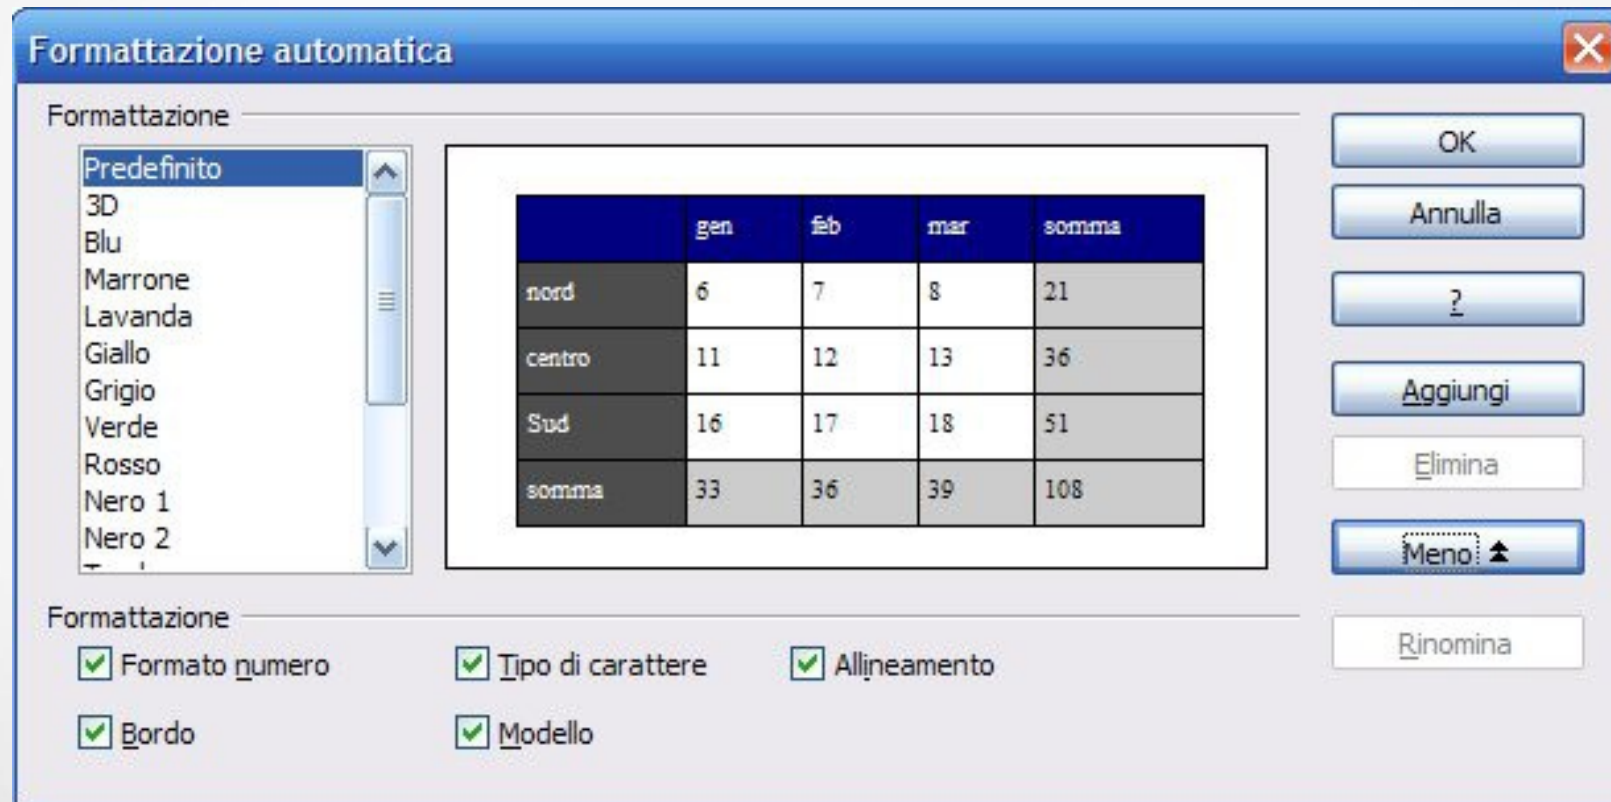 Formattazione automatica
Formattazione
Predefinito
3D
Blu
Marrone
Lavanda
Giallo
Grigio
Verde
Rosso
Nero 1
Nero 2
gen feb mar somma
nord 6 7 8 21
centro 11 12 13 36
Sud 16 17 18 51
somma 33 36 39 108
OK
Annulla
?
Aggiungi
Elimina
Meno
Rinomina
Formattazione
Formato numero Tipo di carattere Allineamento
Bordo Modello